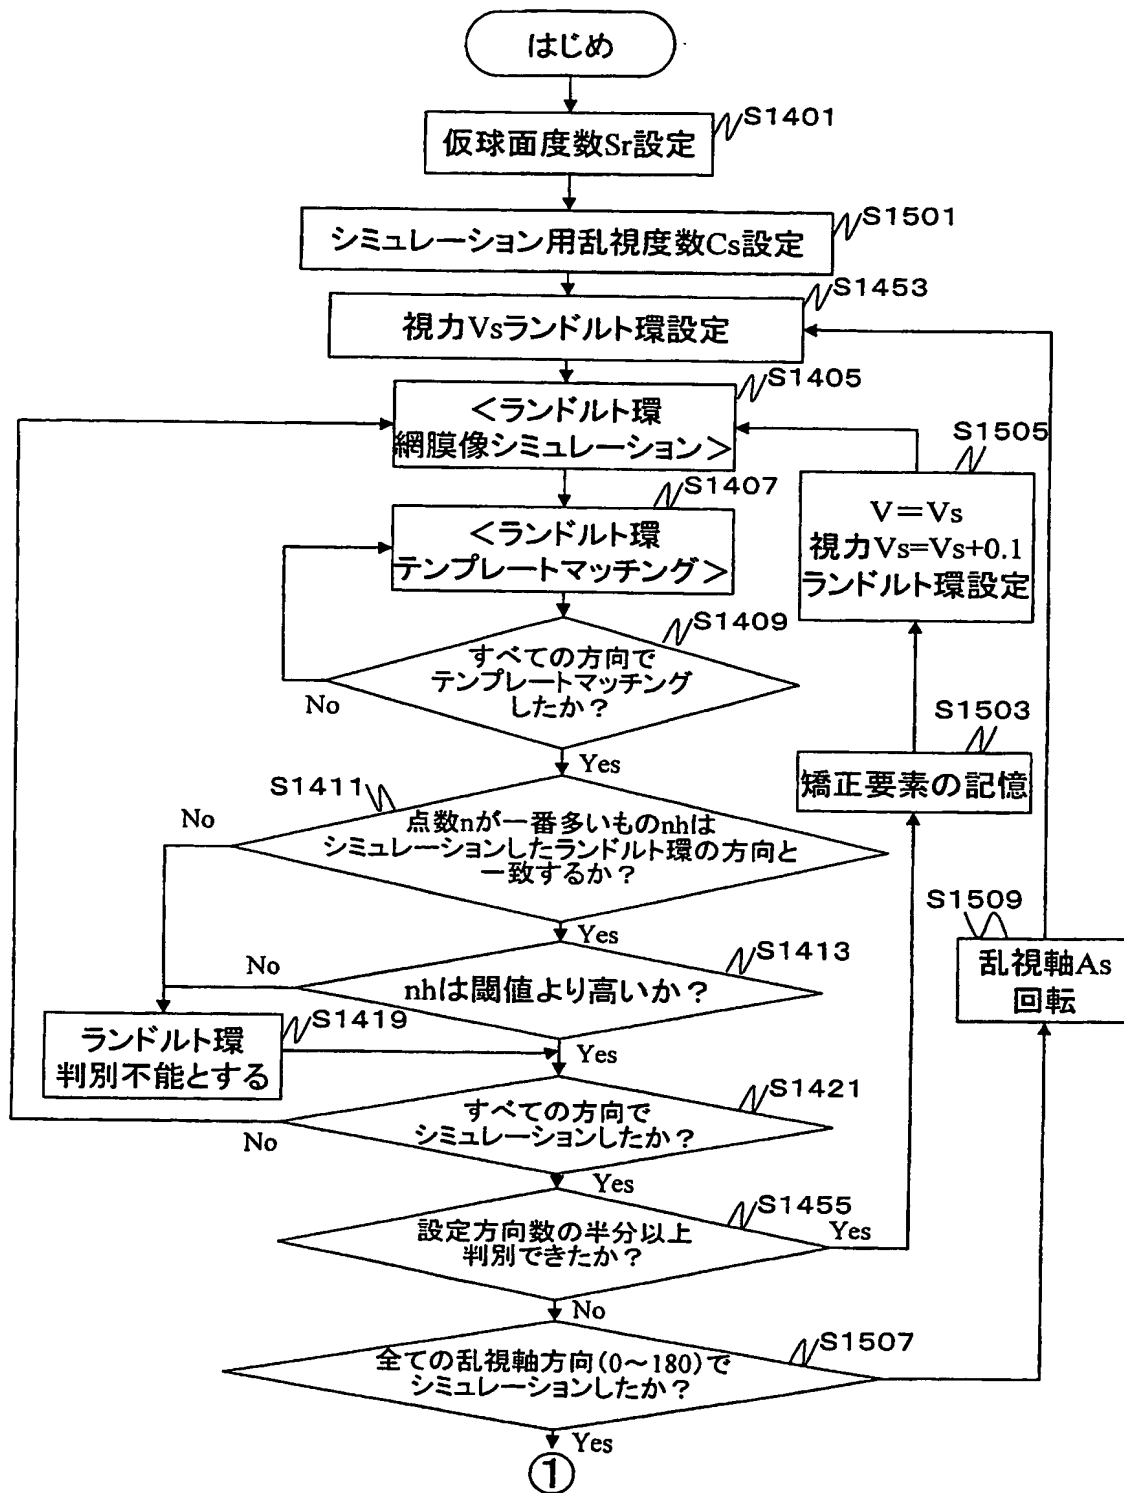 はじめ
S1401
仮球面度数Sr設定
S1501
シミュレーション用乱視度数Cs設定
S1453
視力Vsランドルト環設定
S1405
<ランドルト環
網膜像シミュレーション>
S1505
V=Vs
視力Vs=Vs+0.1
ランドルト環設定
S1407
<ランドルト環
テンプレートマッチング>
S1409
すべての方向で
テンプレートマッチング
したか?
No
Yes
S1503
矯正要素の記憶
S1411
No
点数nが一番多いものnhは
シミュレーションしたランドルト環の方向と
一致するか?
Yes
S1509
乱視軸As
回転
S1413
No
nhは閾値より高いか?
Yes
S1419
ランドルト環
判別不能とする
S1421
すべての方向で
シミュレーションしたか?
No
Yes
S1455
設定方向数の半分以上
判別できたか?
Yes
No
S1507
全ての乱視軸方向(0~180)で
シミュレーションしたか?
Yes
①